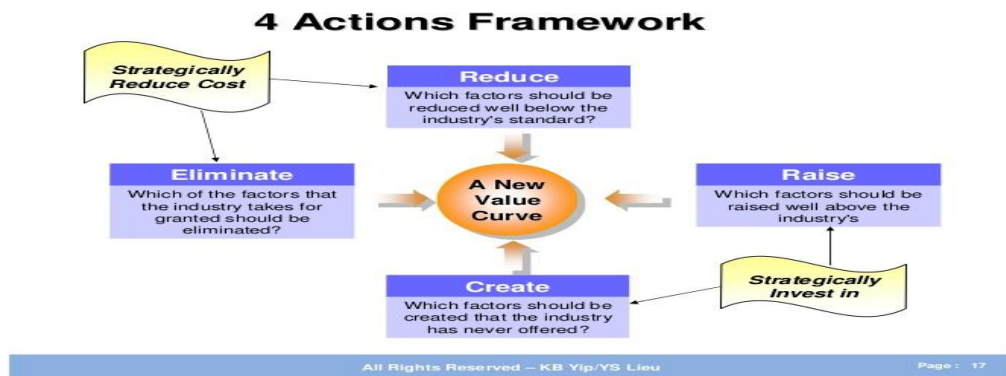 4 Actions Framework
Strategically
Reduce Cost
Reduce
Which factors should be
reduced well below the
industry's standard?
Eliminate
Which of the factors that
the industry takes for
granted should be
eliminated?
A New
Value
Curve
Raise
Which factors should be
raised well above the
industry's
Create
Which factors should be
created that the industry
has never offered?
Strategically
Invest in
All Rights Reserved – KB Yip/YS Lieu
Page : 17